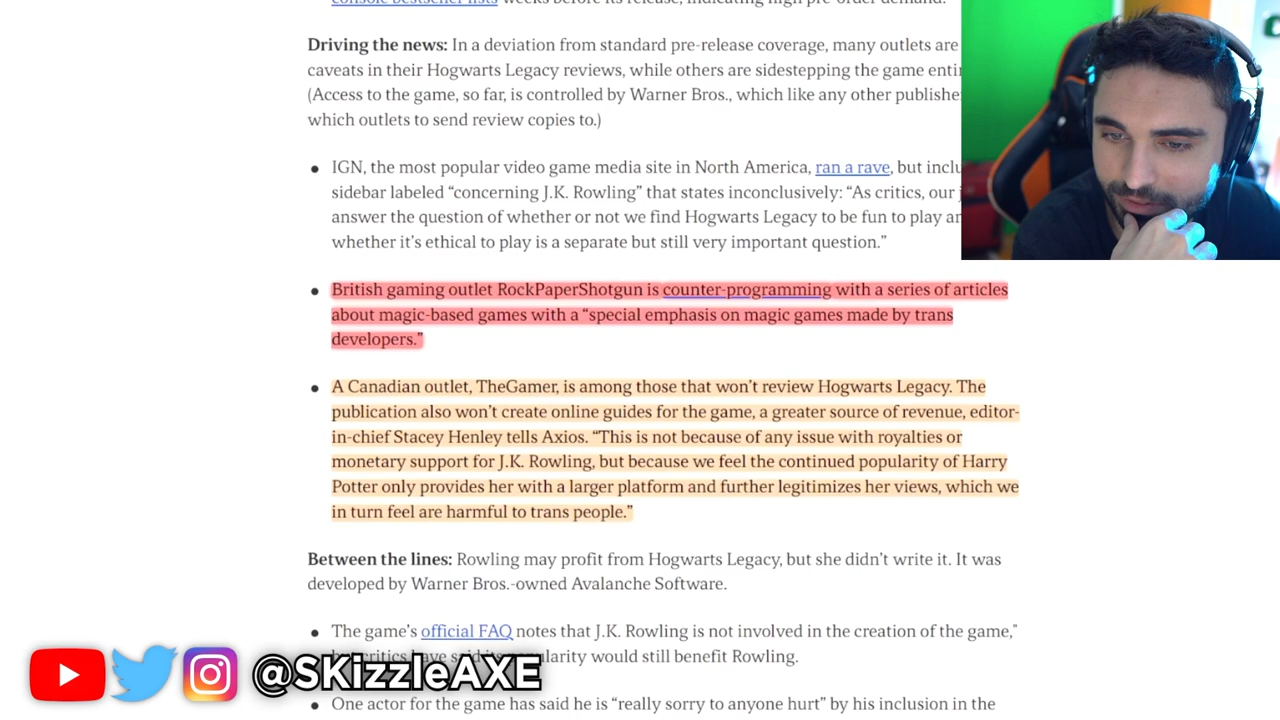 console bestseller lists weeks before its release, indicating high pre-order demand.
Driving the news: In a deviation from standard pre-release coverage, many outlets are
caveats in their Hogwarts Legacy reviews, while others are sidestepping the game
(Access to the game, so far, is controlled by Warner Bros., which like any other
which outlets to send review copies to.)
• IGN, the most popular video game media site in North America, ran a rave, but
sidebar labeled “concerning J.K. Rowling” that states inconclusively: “As critics, our
answer the question of whether or not we find Hogwarts Legacy to be fun to play
whether it’s ethical to play is a separate but still very important question.”
• British gaming outlet RockPaperShotgun is counter-programming with a series of articles
about magic-based games with a “special emphasis on magic games made by trans
developers.”
• A Canadian outlet, TheGamer, is among those that won’t review Hogwarts Legacy. The
publication also won’t create online guides for the game, a greater source of revenue, editor-
in-chief Stacey Henley tells Axios. “This is not because of any issue with royalties or
monetary support for J.K. Rowling, but because we feel the continued popularity of Harry
Potter only provides her with a larger platform and further legitimizes her views, which we
in turn feel are harmful to trans people.”
Between the lines: Rowling may profit from Hogwarts Legacy, but she didn’t write it. It was
developed by Warner Bros.-owned Avalanche Software.
• The game’s official FAQ notes that J.K. Rowling is not involved in the creation of the game,"
but critics have said its popularity would still benefit Rowling.
@SKizzleAXE
• One actor for the game has said he is “really sorry to anyone hurt” by his inclusion in the